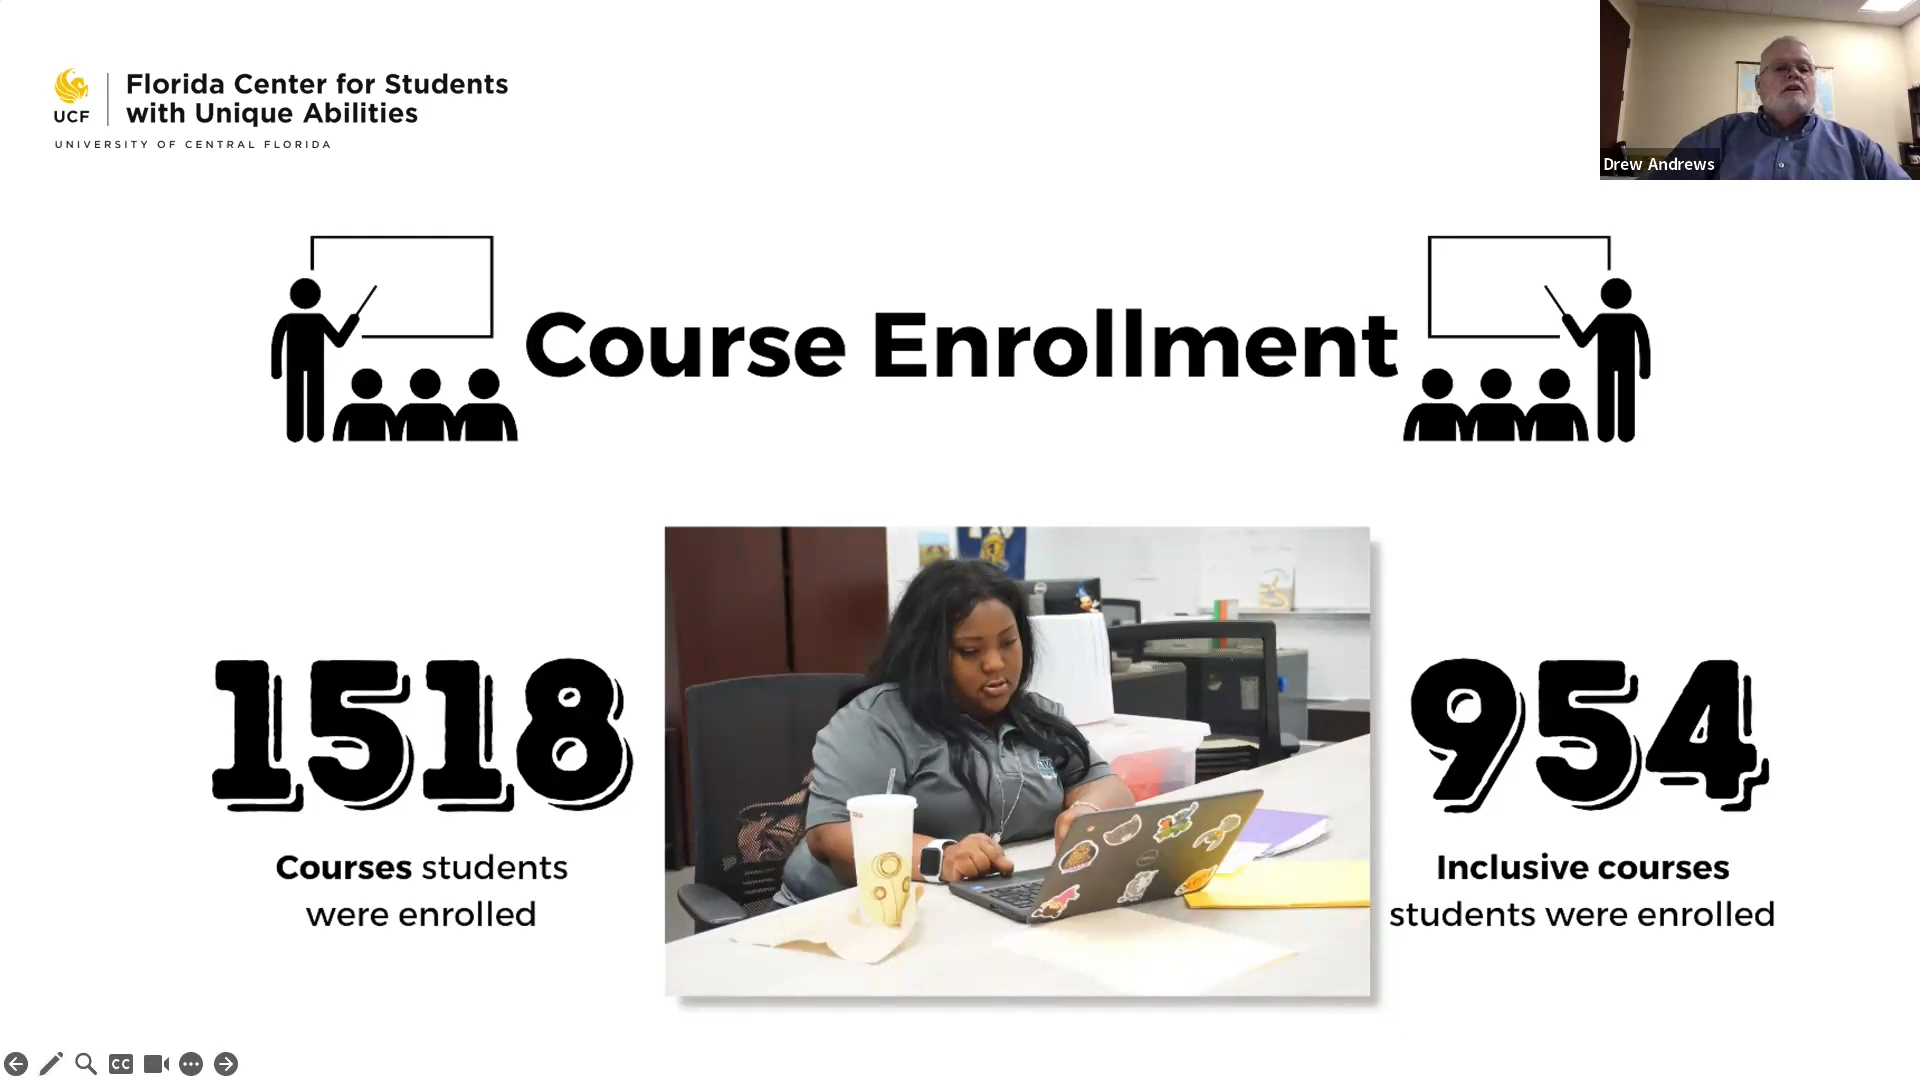 UCF
Florida Center for Students
with Unique Abilities
UNIVERSITY OF CENTRAL FLORIDA
Drew Andrews
Course Enrollment
1518
Courses students
were enrolled
954
Inclusive courses
students were enrolled
CC